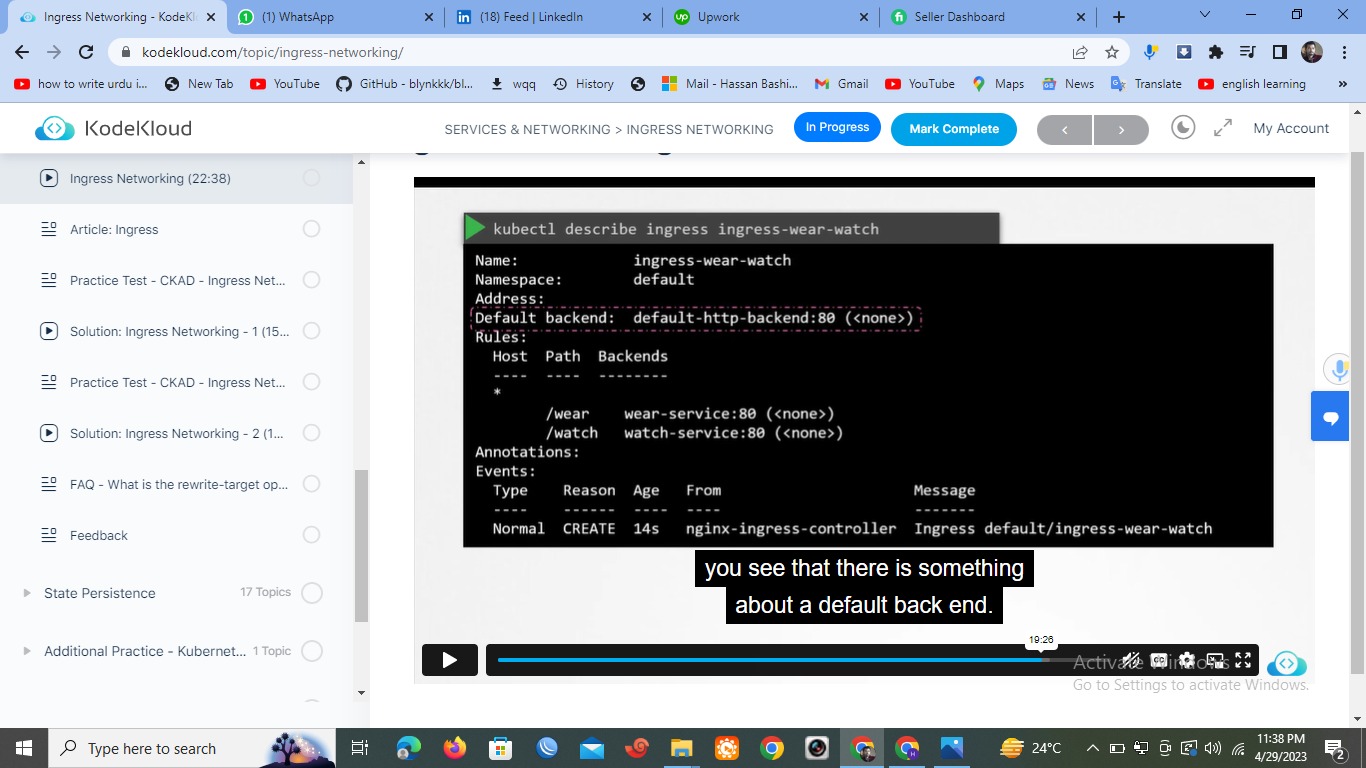 Ingress Networking - KodeKl
(1) WhatsApp
(18) Feed | LinkedIn
Upwork
Seller Dashboard
kodekloud.com/topic/ingress-networking/
how to write urdu i...
New Tab
YouTube
GitHub - blynkkk/bl...
wqq
History
Mail - Hassan Bashi...
Gmail
YouTube
Maps
News
Translate
english learning
»
KodeKloud
SERVICES & NETWORKING > INGRESS NETWORKING
In Progress
Mark Complete
My Account
Ingress Networking (22:38)
Article: Ingress
Practice Test - CKAD - Ingress Net...
Solution: Ingress Networking - 1 (15...
Practice Test - CKAD - Ingress Net...
Solution: Ingress Networking - 2 (1...
FAQ - What is the rewrite-target op...
Feedback
State Persistence 17 Topics
Additional Practice - Kubernet... 1 Topic
kubectl describe ingress ingress-wear-watch
Name: ingress-wear-watch
Namespace: default
Address:
Default backend: default-http-backend:80 (<none>)
Rules:
Host Path Backends
---- ---- --------
*
/wear wear-service:80 (<none>)
/watch watch-service:80 (<none>)
Annotations:
Events:
Type Reason Age From Message
---- ------ ---- ---- -------
Normal CREATE 14s nginx-ingress-controller Ingress default/ingress-wear-watch
you see that there is something
about a default back end.
19:26
Activate Windows
Go to Settings to activate Windows.
Type here to search
24°C
11:38 PM
4/29/2023
2